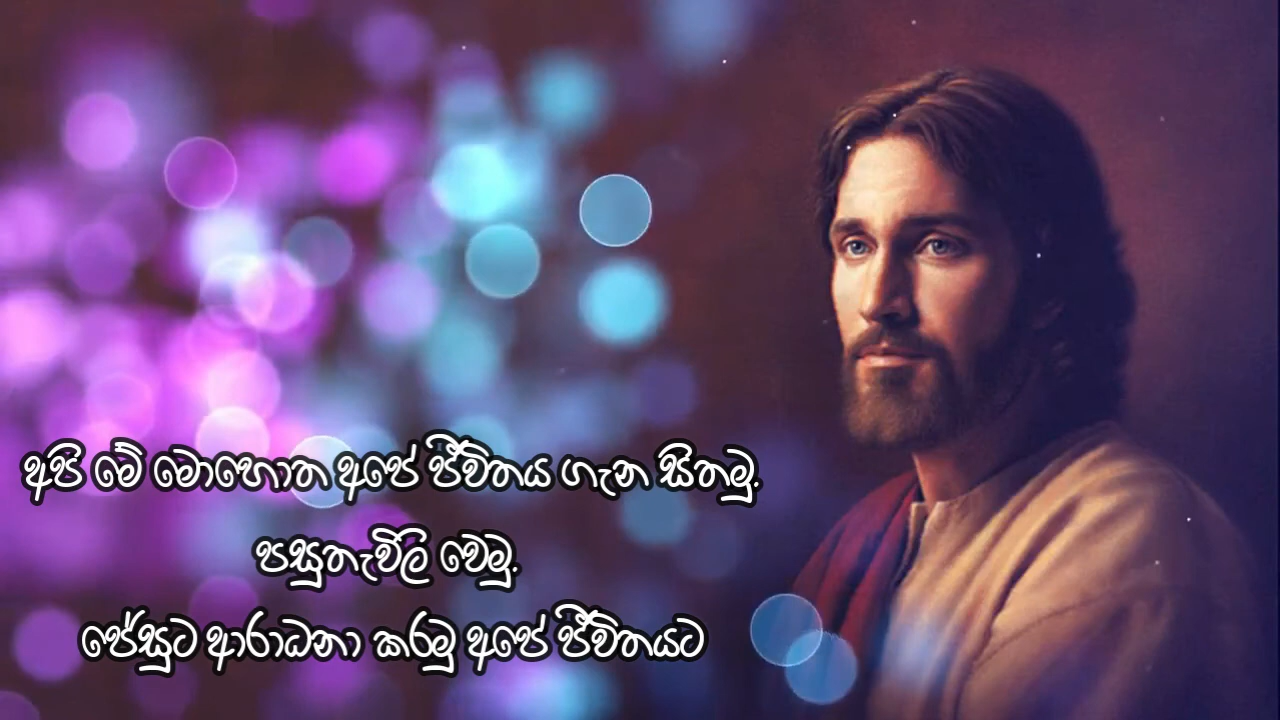 අපි මේ මොහොත අපේ ජීවිතය ගැන සිතමු.
පසුතැවිලි වෙමු.
ජේසුට ආරාධනා කරමු අපේ ජීවිතයට